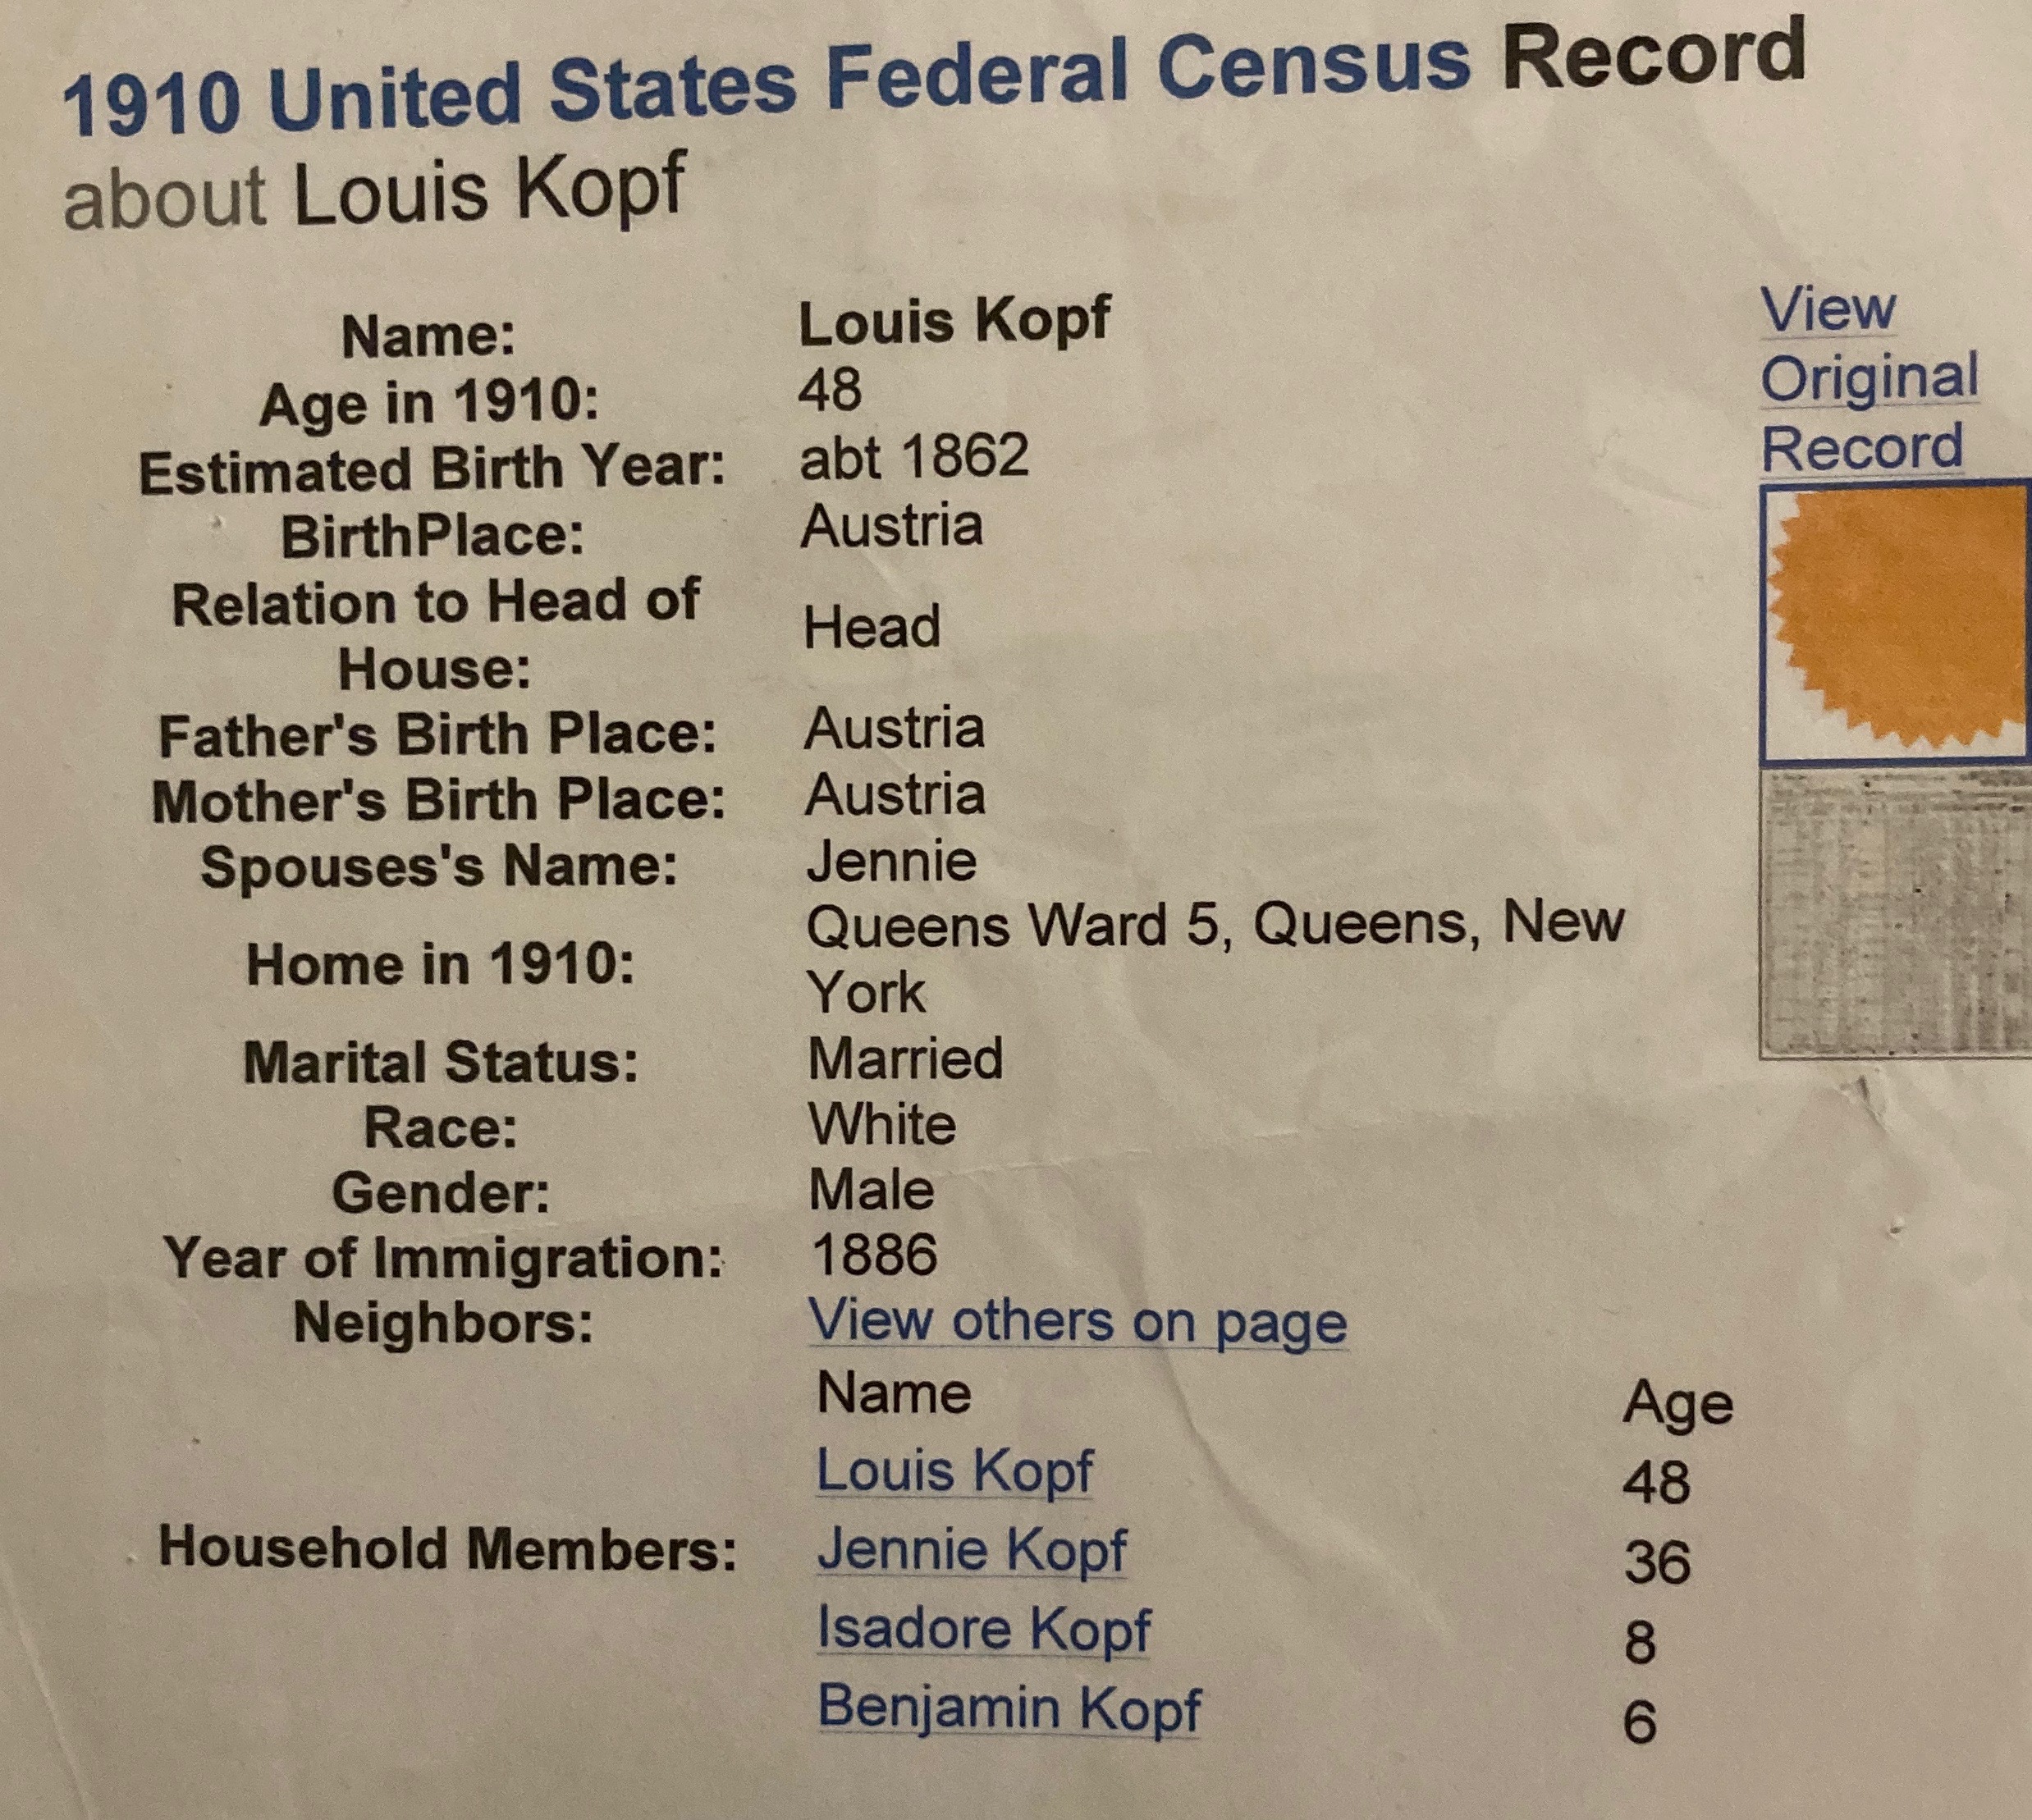 1910 United States Federal Census Record
about Louis Kopf
View
Original
Record
Name: Louis Kopf
Age in 1910: 48
Estimated Birth Year: abt 1862
BirthPlace: Austria
Relation to Head of
House: Head
Father's Birth Place: Austria
Mother's Birth Place: Austria
Spouses's Name: Jennie
Home in 1910: Queens Ward 5, Queens, New
York
Marital Status: Married
Race: White
Gender: Male
Year of Immigration: 1886
Neighbors: View others on page
Household Members:
Name Age
Louis Kopf 48
Jennie Kopf 36
Isadore Kopf 8
Benjamin Kopf 6